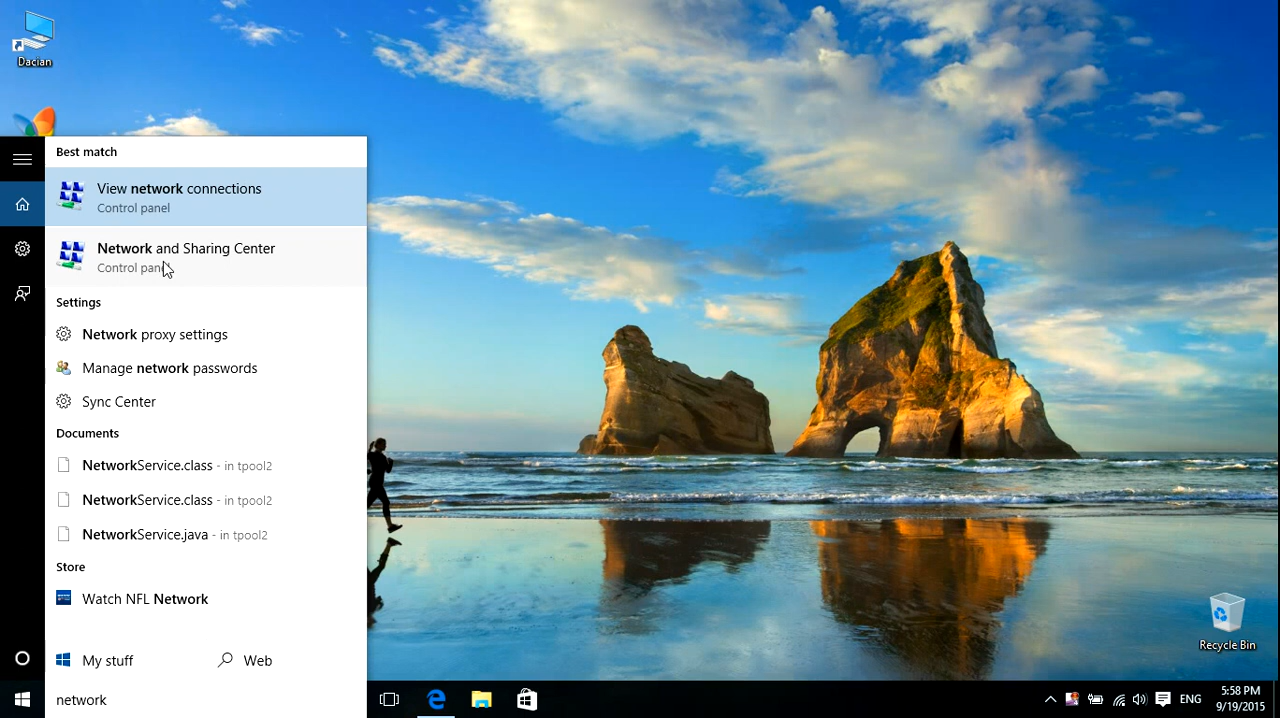 Dacian
Best match
View network connections
Control panel
Network and Sharing Center
Control panel
Settings
Network proxy settings
Manage network passwords
Sync Center
Documents
NetworkService.class - in tpool2
NetworkService.class - in tpool2
NetworkService.java - in tpool2
Store
Watch NFL Network
My stuff
Web
network
Recycle Bin
ENG
5:58 PM
9/19/2015